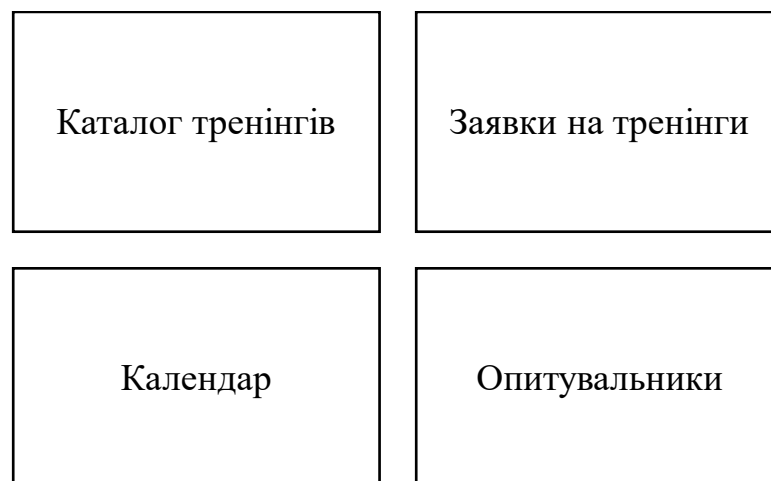 Каталог тренінгів
Заявки на тренінги
Календар
Опитувальники